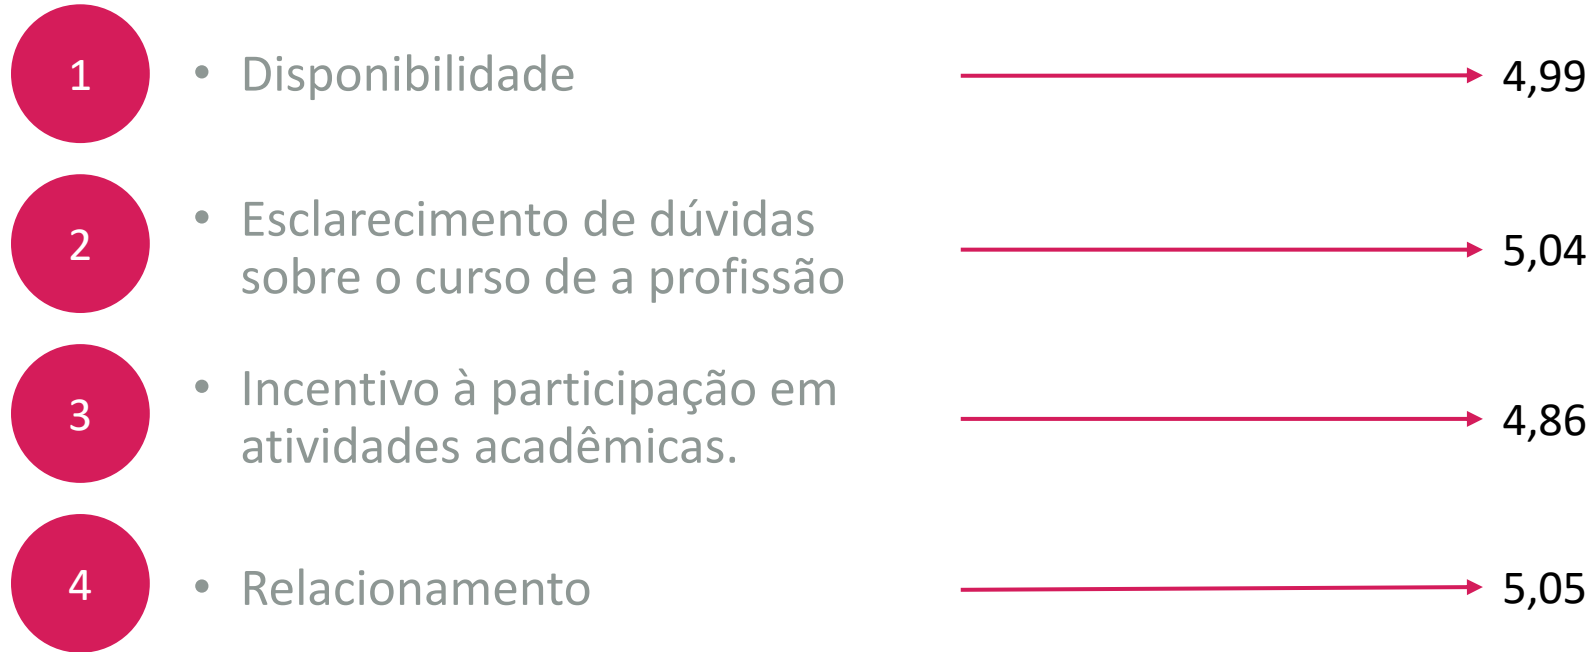 1
• Disponibilidade
4,99
2
• Esclarecimento de dúvidas
sobre o curso de a profissão
5,04
3
• Incentivo à participação em
atividades acadêmicas.
4,86
4
• Relacionamento
5,05